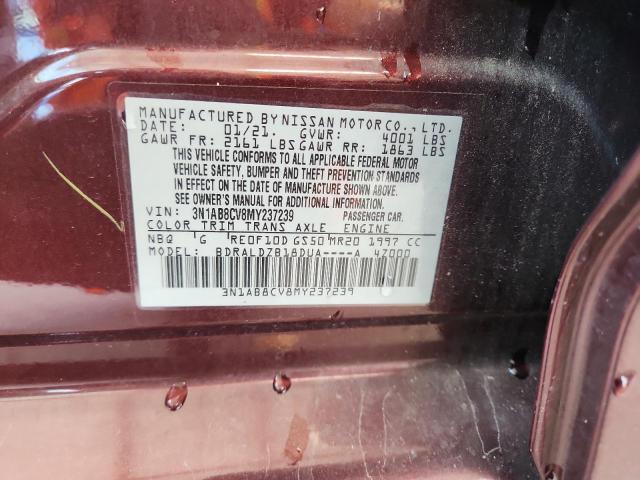 MANUFACTURED BY NISSAN MOTOR CO., LTD.
DATE: 01/21. GVWR: 4001 LBS
GAWR FR: 2161 LBS GAWR RR: 1863 LBS
THIS VEHICLE CONFORMS TO ALL APPLICABLE FEDERAL MOTOR
VEHICLE SAFETY, BUMPER AND THEFT PREVENTION STANDARDS
IN EFFECT ON THE DATE OF MANUFACTURE SHOWN ABOVE.
SEE OWNER'S MANUAL FOR ADDITIONAL INFORMATION.
VIN: 3N1AB8CV8MY237239 PASSENGER CAR.
COLOR TRIM TRANS AXLE ENGINE
NBQ G RE0F10D GS50 MR20 1997 CC
MODEL: BDRALDZB18DUA----A 4Z000
3N1AB8CV8MY237239